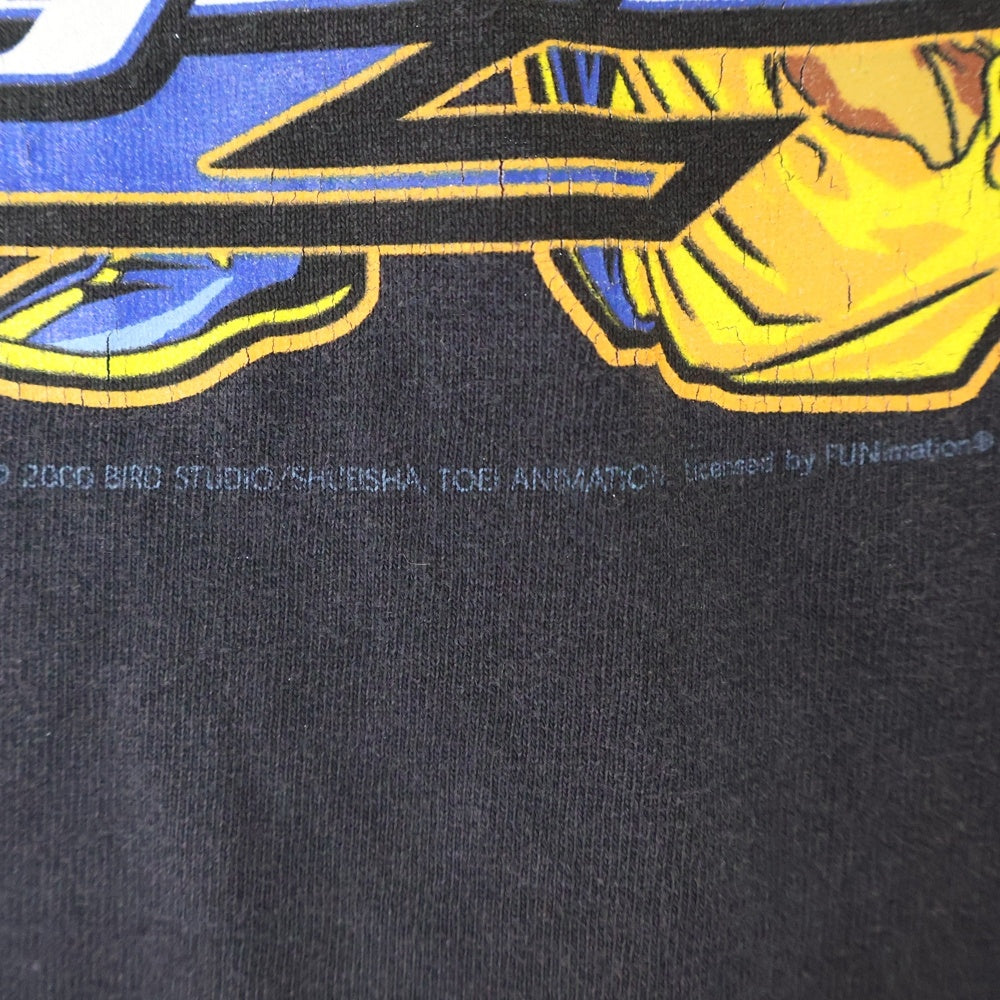 © 2000 BIRD STUDIO/SHUEISHA, TOEI ANIMATION. Licensed by FUNimation®